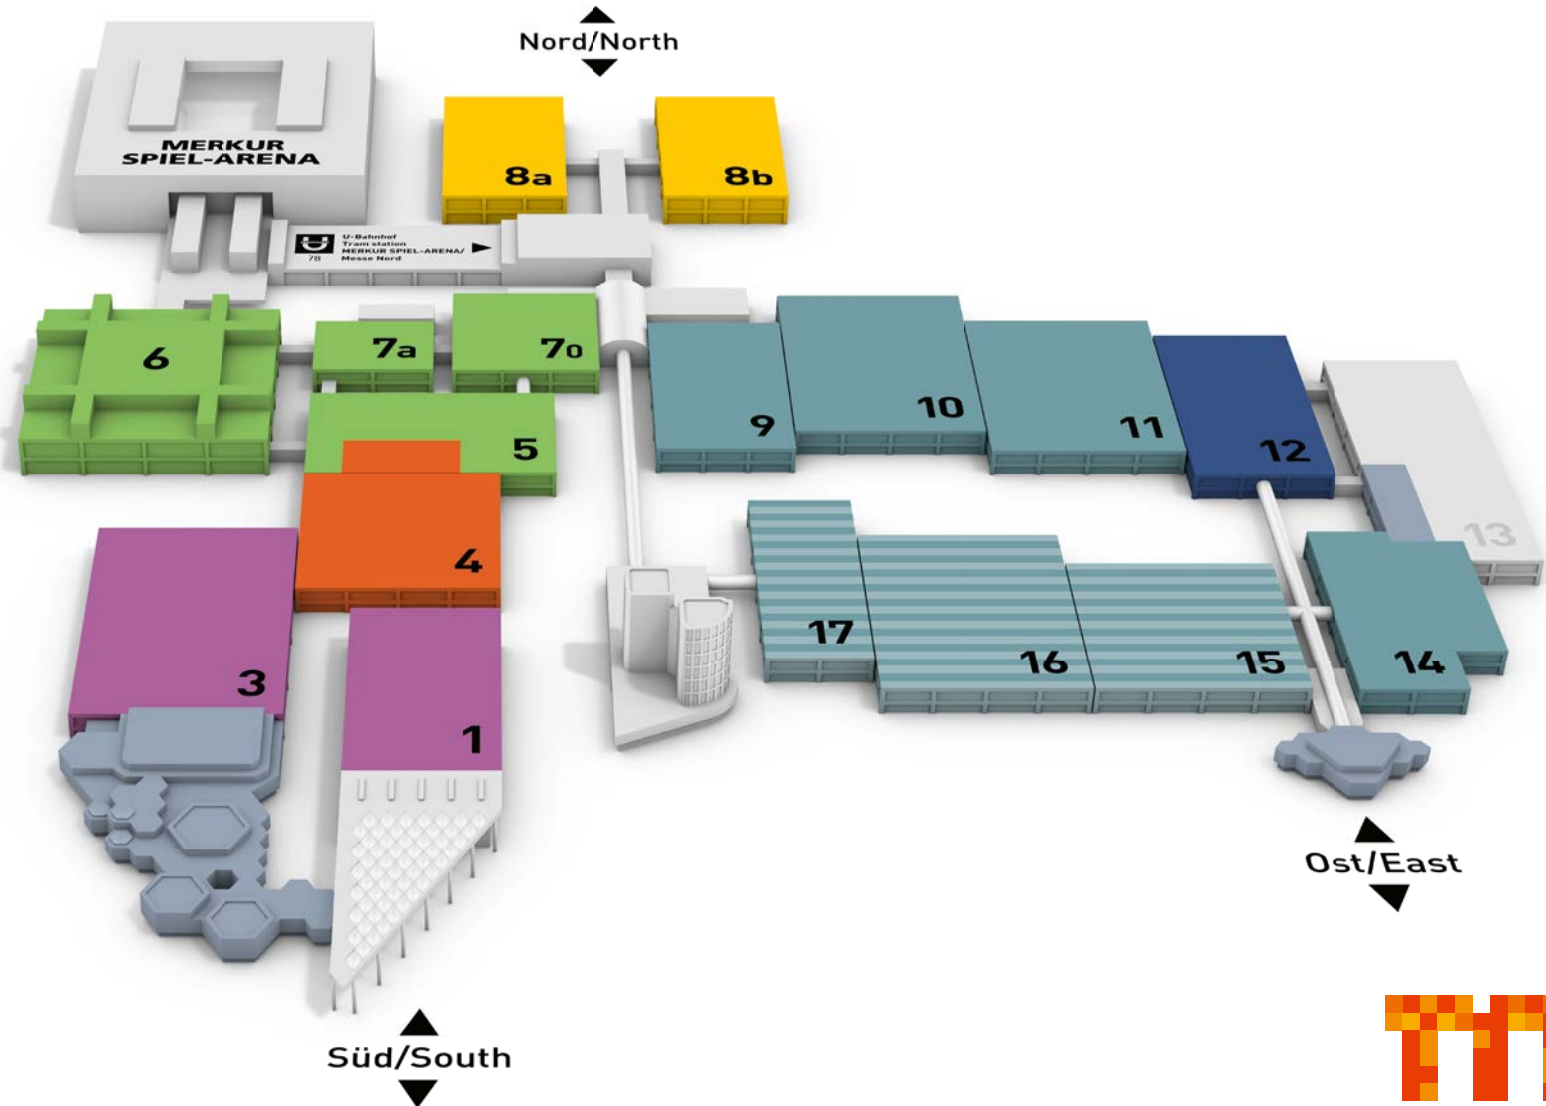 Nord/North
MERKUR
SPIEL-ARENA
8a
8b
U-Bahnhof
Tram station
MERKUR SPIEL-ARENA/
Messe Nord
78
6
7a
70
5
9
10
11
12
13
4
3
1
17
16
15
14
Ost/East
Süd/South